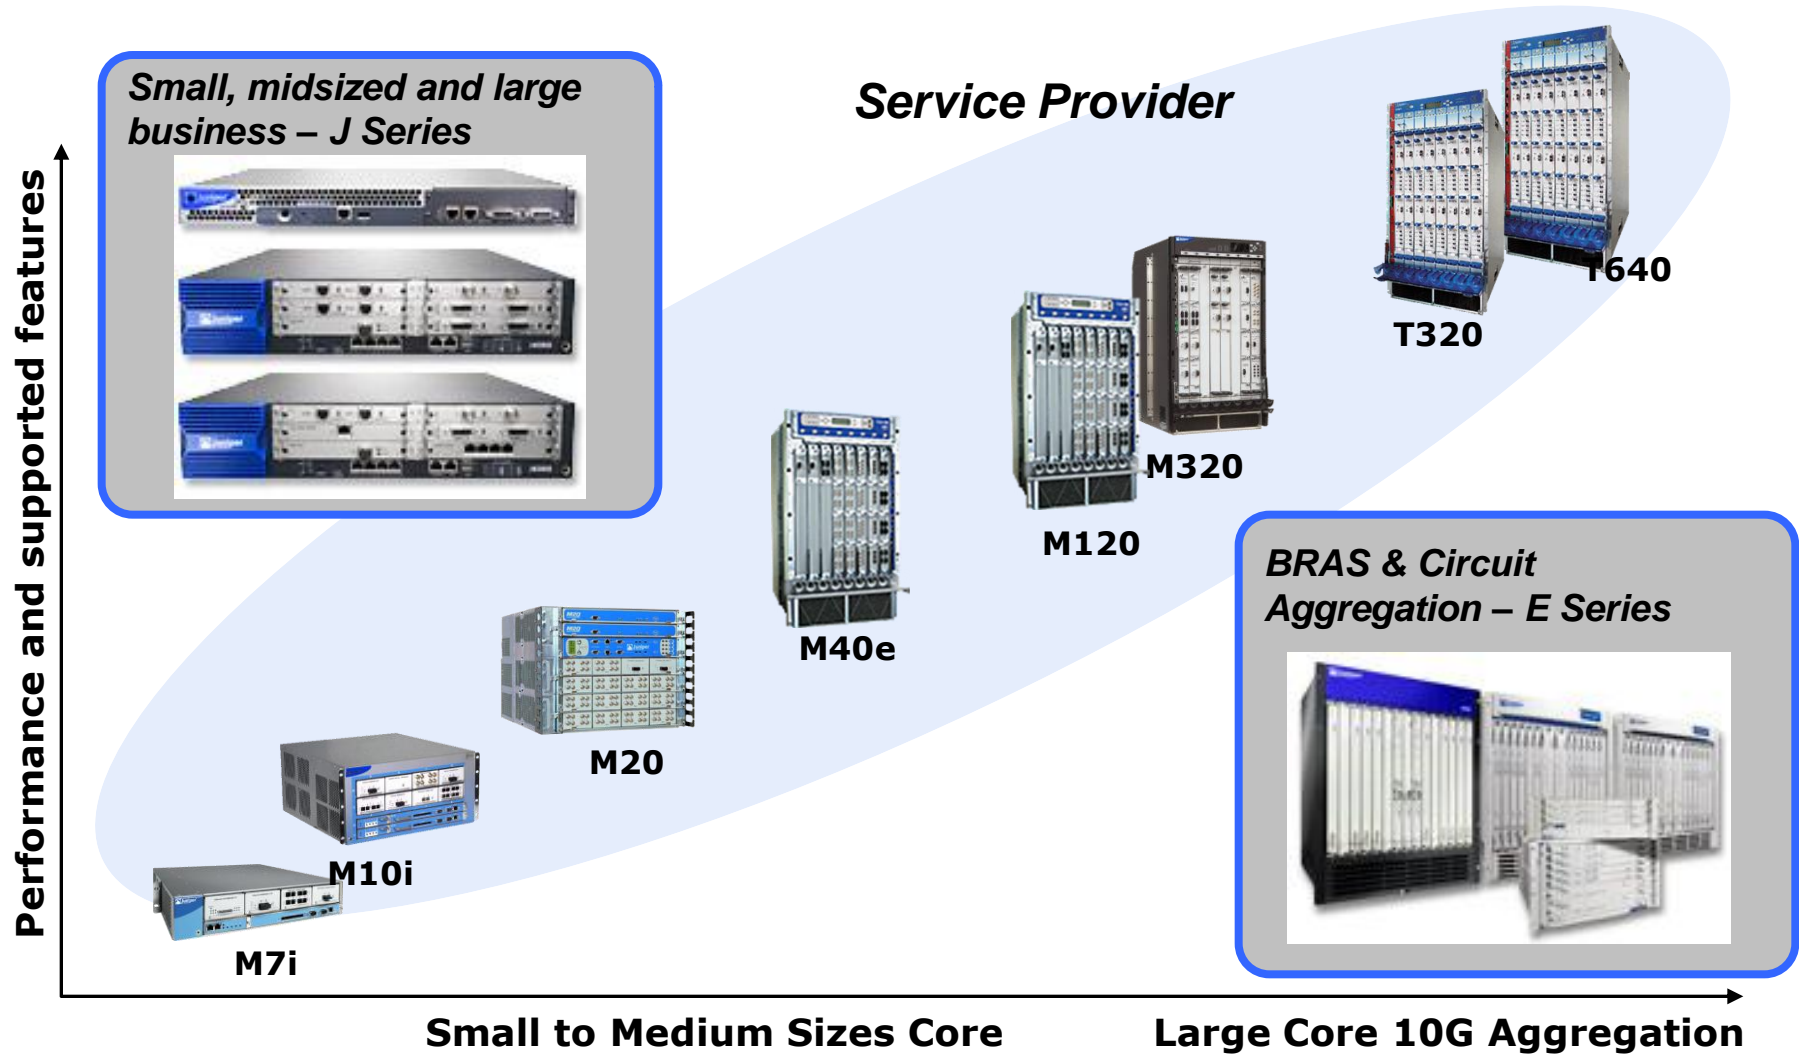 Small, midsized and large
business – J Series
Service Provider
Performance and supported features
T640
T320
M320
M120
M40e
M20
M10i
M7i
BRAS & Circuit
Aggregation – E Series
Small to Medium Sizes Core
Large Core 10G Aggregation